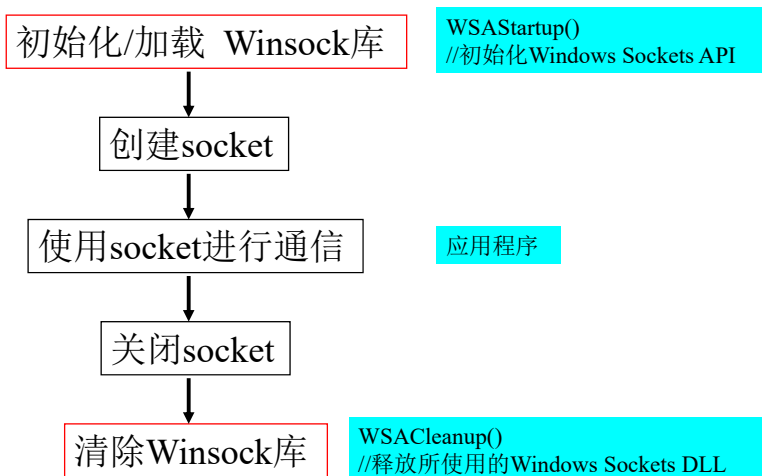 初始化/加载 Winsock库
WSAStartup()
//初始化Windows Sockets API
创建socket
使用socket进行通信
应用程序
关闭socket
清除Winsock库
WSACleanup()
//释放所使用的Windows Sockets DLL